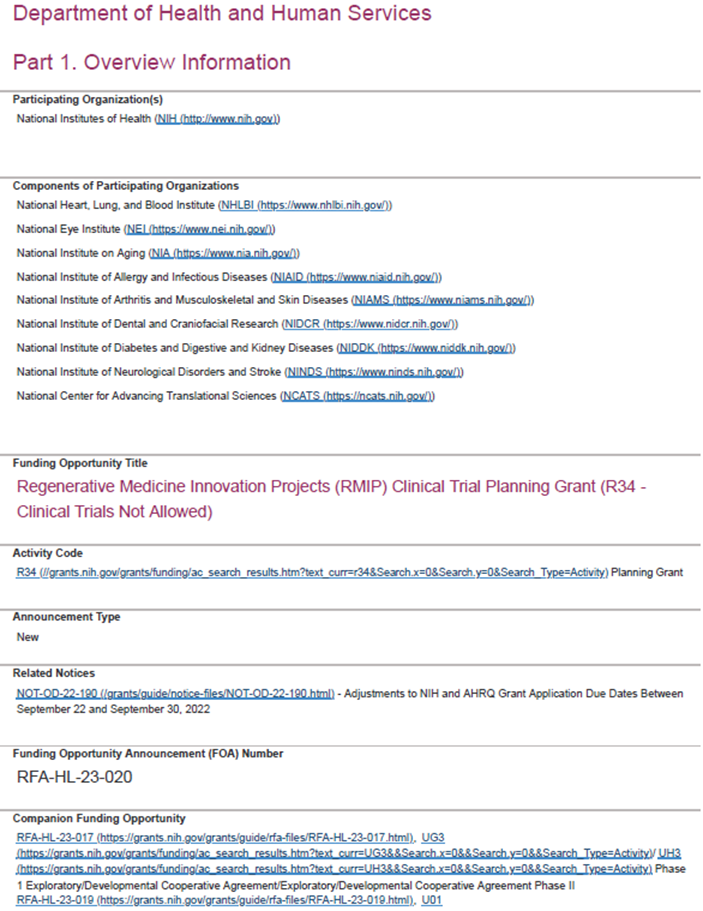 Department of Health and Human Services
Part 1. Overview Information
Participating Organization(s)
National Institutes of Health (NIH (http://www.nih.gov))
Components of Participating Organizations
National Heart, Lung, and Blood Institute (NHLBI (https://www.nhlbi.nih.gov/))
National Eye Institute (NEI (https://www.nei.nih.gov/))
National Institute on Aging (NIA (https://www.nia.nih.gov/))
National Institute of Allergy and Infectious Diseases (NIAID (https://www.niaid.nih.gov/))
National Institute of Arthritis and Musculoskeletal and Skin Diseases (NIAMS (https://www.niams.nih.gov/))
National Institute of Dental and Craniofacial Research (NIDCR (https://www.nidcr.nih.gov/))
National Institute of Diabetes and Digestive and Kidney Diseases (NIDDK (https://www.niddk.nih.gov/))
National Institute of Neurological Disorders and Stroke (NINDS (https://www.ninds.nih.gov/))
National Center for Advancing Translational Sciences (NCATS (https://ncats.nih.gov/))
Funding Opportunity Title
Regenerative Medicine Innovation Projects (RMIP) Clinical Trial Planning Grant (R34 -
Clinical Trials Not Allowed)
Activity Code
R34 (//grants.nih.gov/grants/funding/ac_search_results.htm?text_curr=r34&Search.x=0&Search.y=0&Search_Type=Activity) Planning Grant
Announcement Type
New
Related Notices
NOT-OD-22-190 (/grants/guide/notice-files/NOT-OD-22-190.html) - Adjustments to NIH and AHRQ Grant Application Due Dates Between
September 22 and September 30, 2022
Funding Opportunity Announcement (FOA) Number
RFA-HL-23-020
Companion Funding Opportunity
RFA-HL-23-017 (https://grants.nih.gov/grants/guide/rfa-files/RFA-HL-23-017.html), UG3
(https://grants.nih.gov/grants/funding/ac_search_results.htm?text_curr=UG3&&Search.x=0&&Search.y=0&&Search_Type=Activity)/ UH3
(https://grants.nih.gov/grants/funding/ac_search_results.htm?text_curr=UH3&&Search.x=0&&Search.y=0&&Search_Type=Activity) Phase
1 Exploratory/Developmental Cooperative Agreement/Exploratory/Developmental Cooperative Agreement Phase II
RFA-HL-23-019 (https://grants.nih.gov/grants/guide/rfa-files/RFA-HL-23-019.html), U01